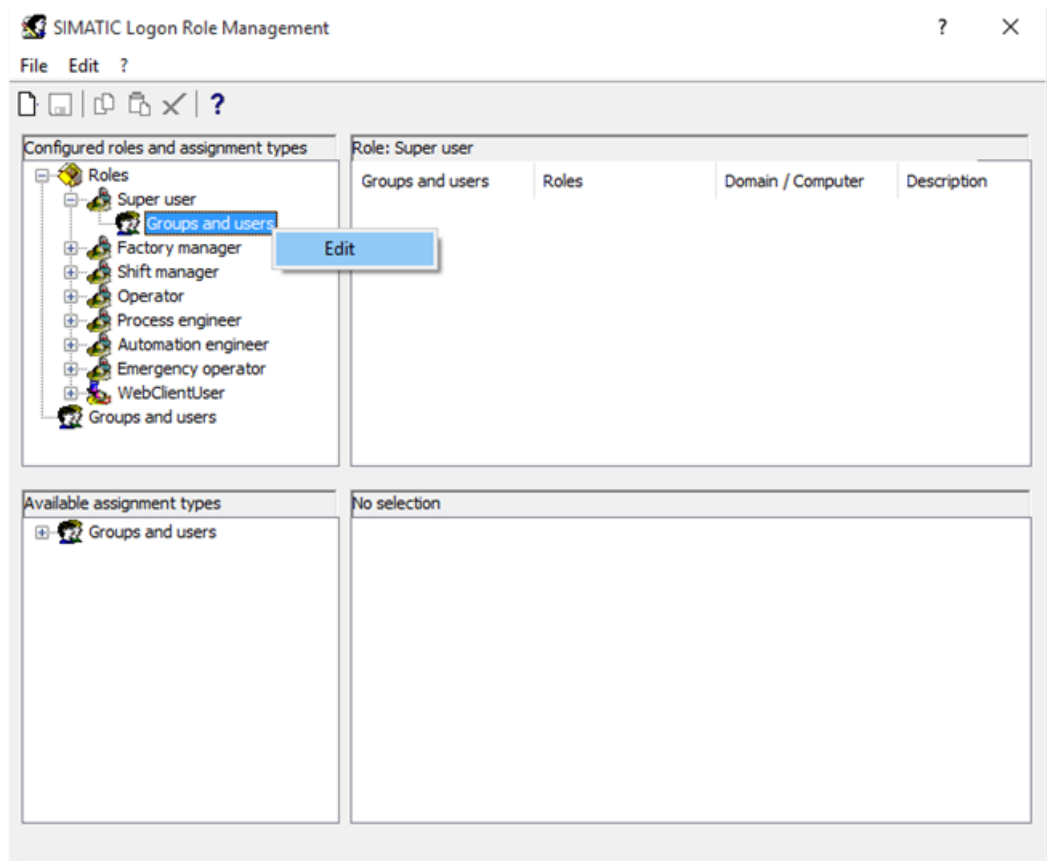 SIMATIC Logon Role Management ?
File Edit ?
?
Configured roles and assignment types
Roles
Super user
Groups and users
Edit
Factory manager
Shift manager
Operator
Process engineer
Automation engineer
Emergency operator
WebClientUser
Groups and users
Role: Super user
Groups and users Roles Domain / Computer Description
Available assignment types
Groups and users
No selection